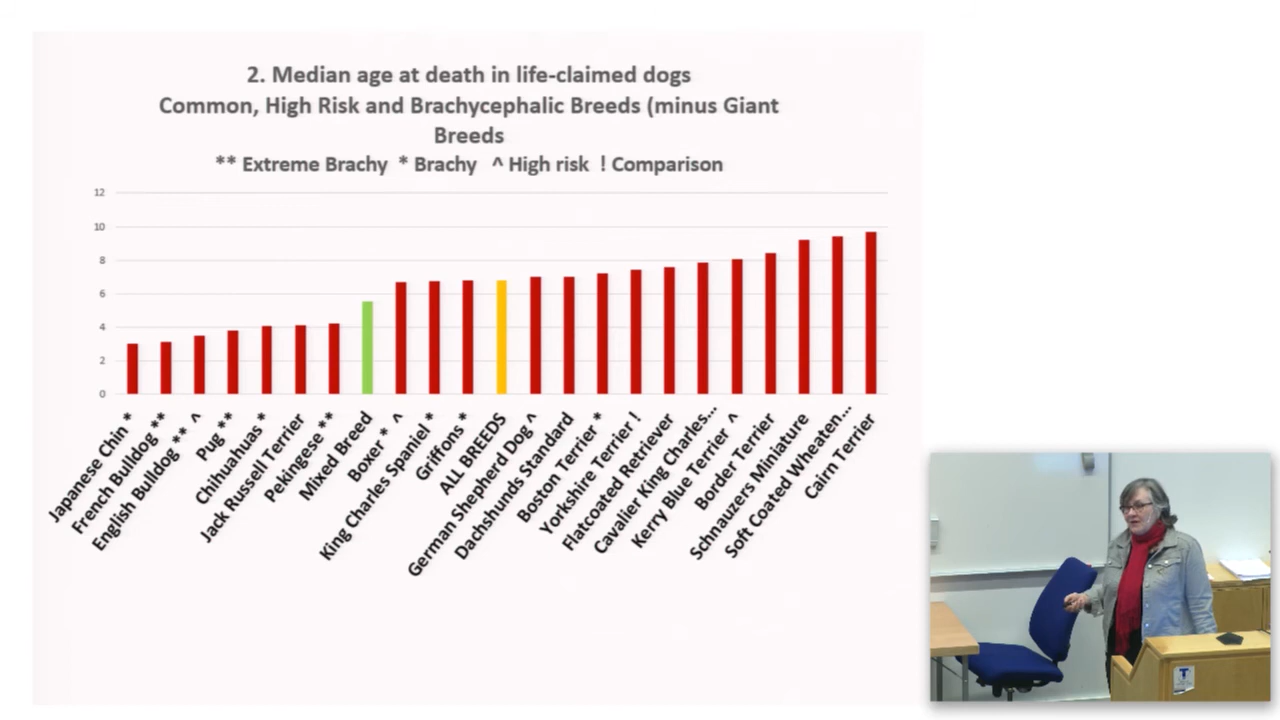 2. Median age at death in life-claimed dogs
Common, High Risk and Brachycephalic Breeds (minus Giant
Breeds
** Extreme Brachy * Brachy ^ High risk ! Comparison
12
10
8
6
4
2
0
Japanese Chin *
French Bulldog **
English Bulldog ** ^
Pug **
Chihuahuas *
Jack Russell Terrier
Pekingese **
Mixed Breed
Boxer * ^
King Charles Spaniel *
Griffons *
ALL BREEDS
German Shepherd Dog ^
Dachshunds Standard
Boston Terrier *
Yorkshire Terrier !
Flatcoated Retriever
Cavalier King Charles...
Kerry Blue Terrier ^
Border Terrier
Schnauzers Miniature
Soft Coated Wheaten...
Cairn Terrier